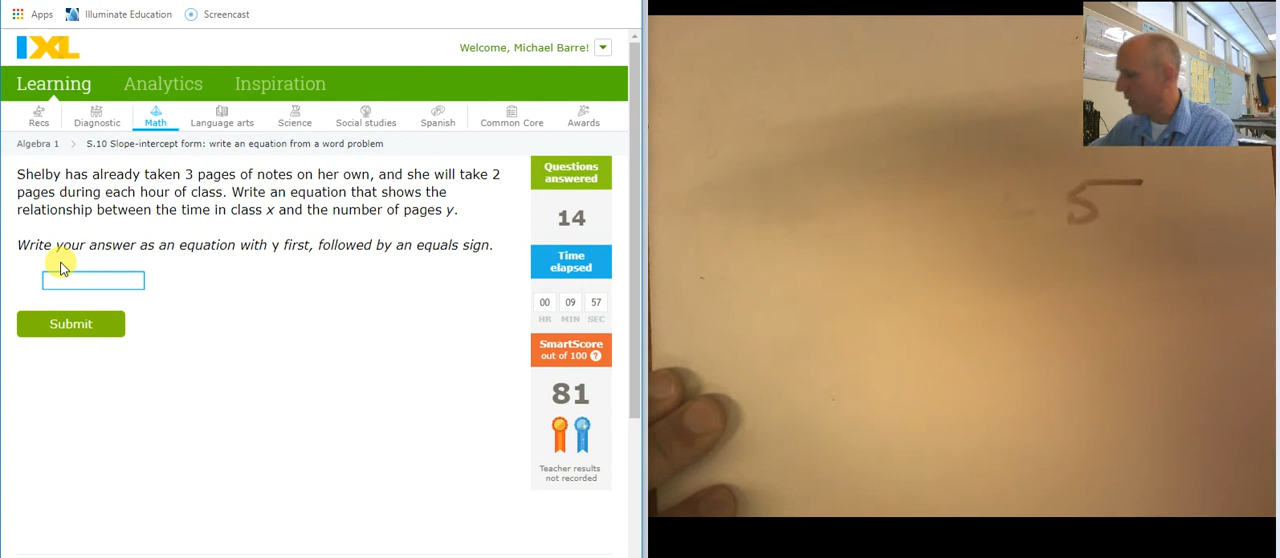 Apps Illuminate Education Screencast
IXL
Welcome, Michael Barre!
Learning Analytics Inspiration
Recs Diagnostic Math Language arts Science Social studies Spanish Common Core Awards
Algebra 1 > S.10 Slope-intercept form: write an equation from a word problem
Shelby has already taken 3 pages of notes on her own, and she will take 2
pages during each hour of class. Write an equation that shows the
relationship between the time in class x and the number of pages y.
Write your answer as an equation with y first, followed by an equals sign.
Submit
Questions
answered
14
Time
elapsed
00 09 57
HR MIN SEC
SmartScore
out of 100 ?
81
Teacher results
not recorded
5